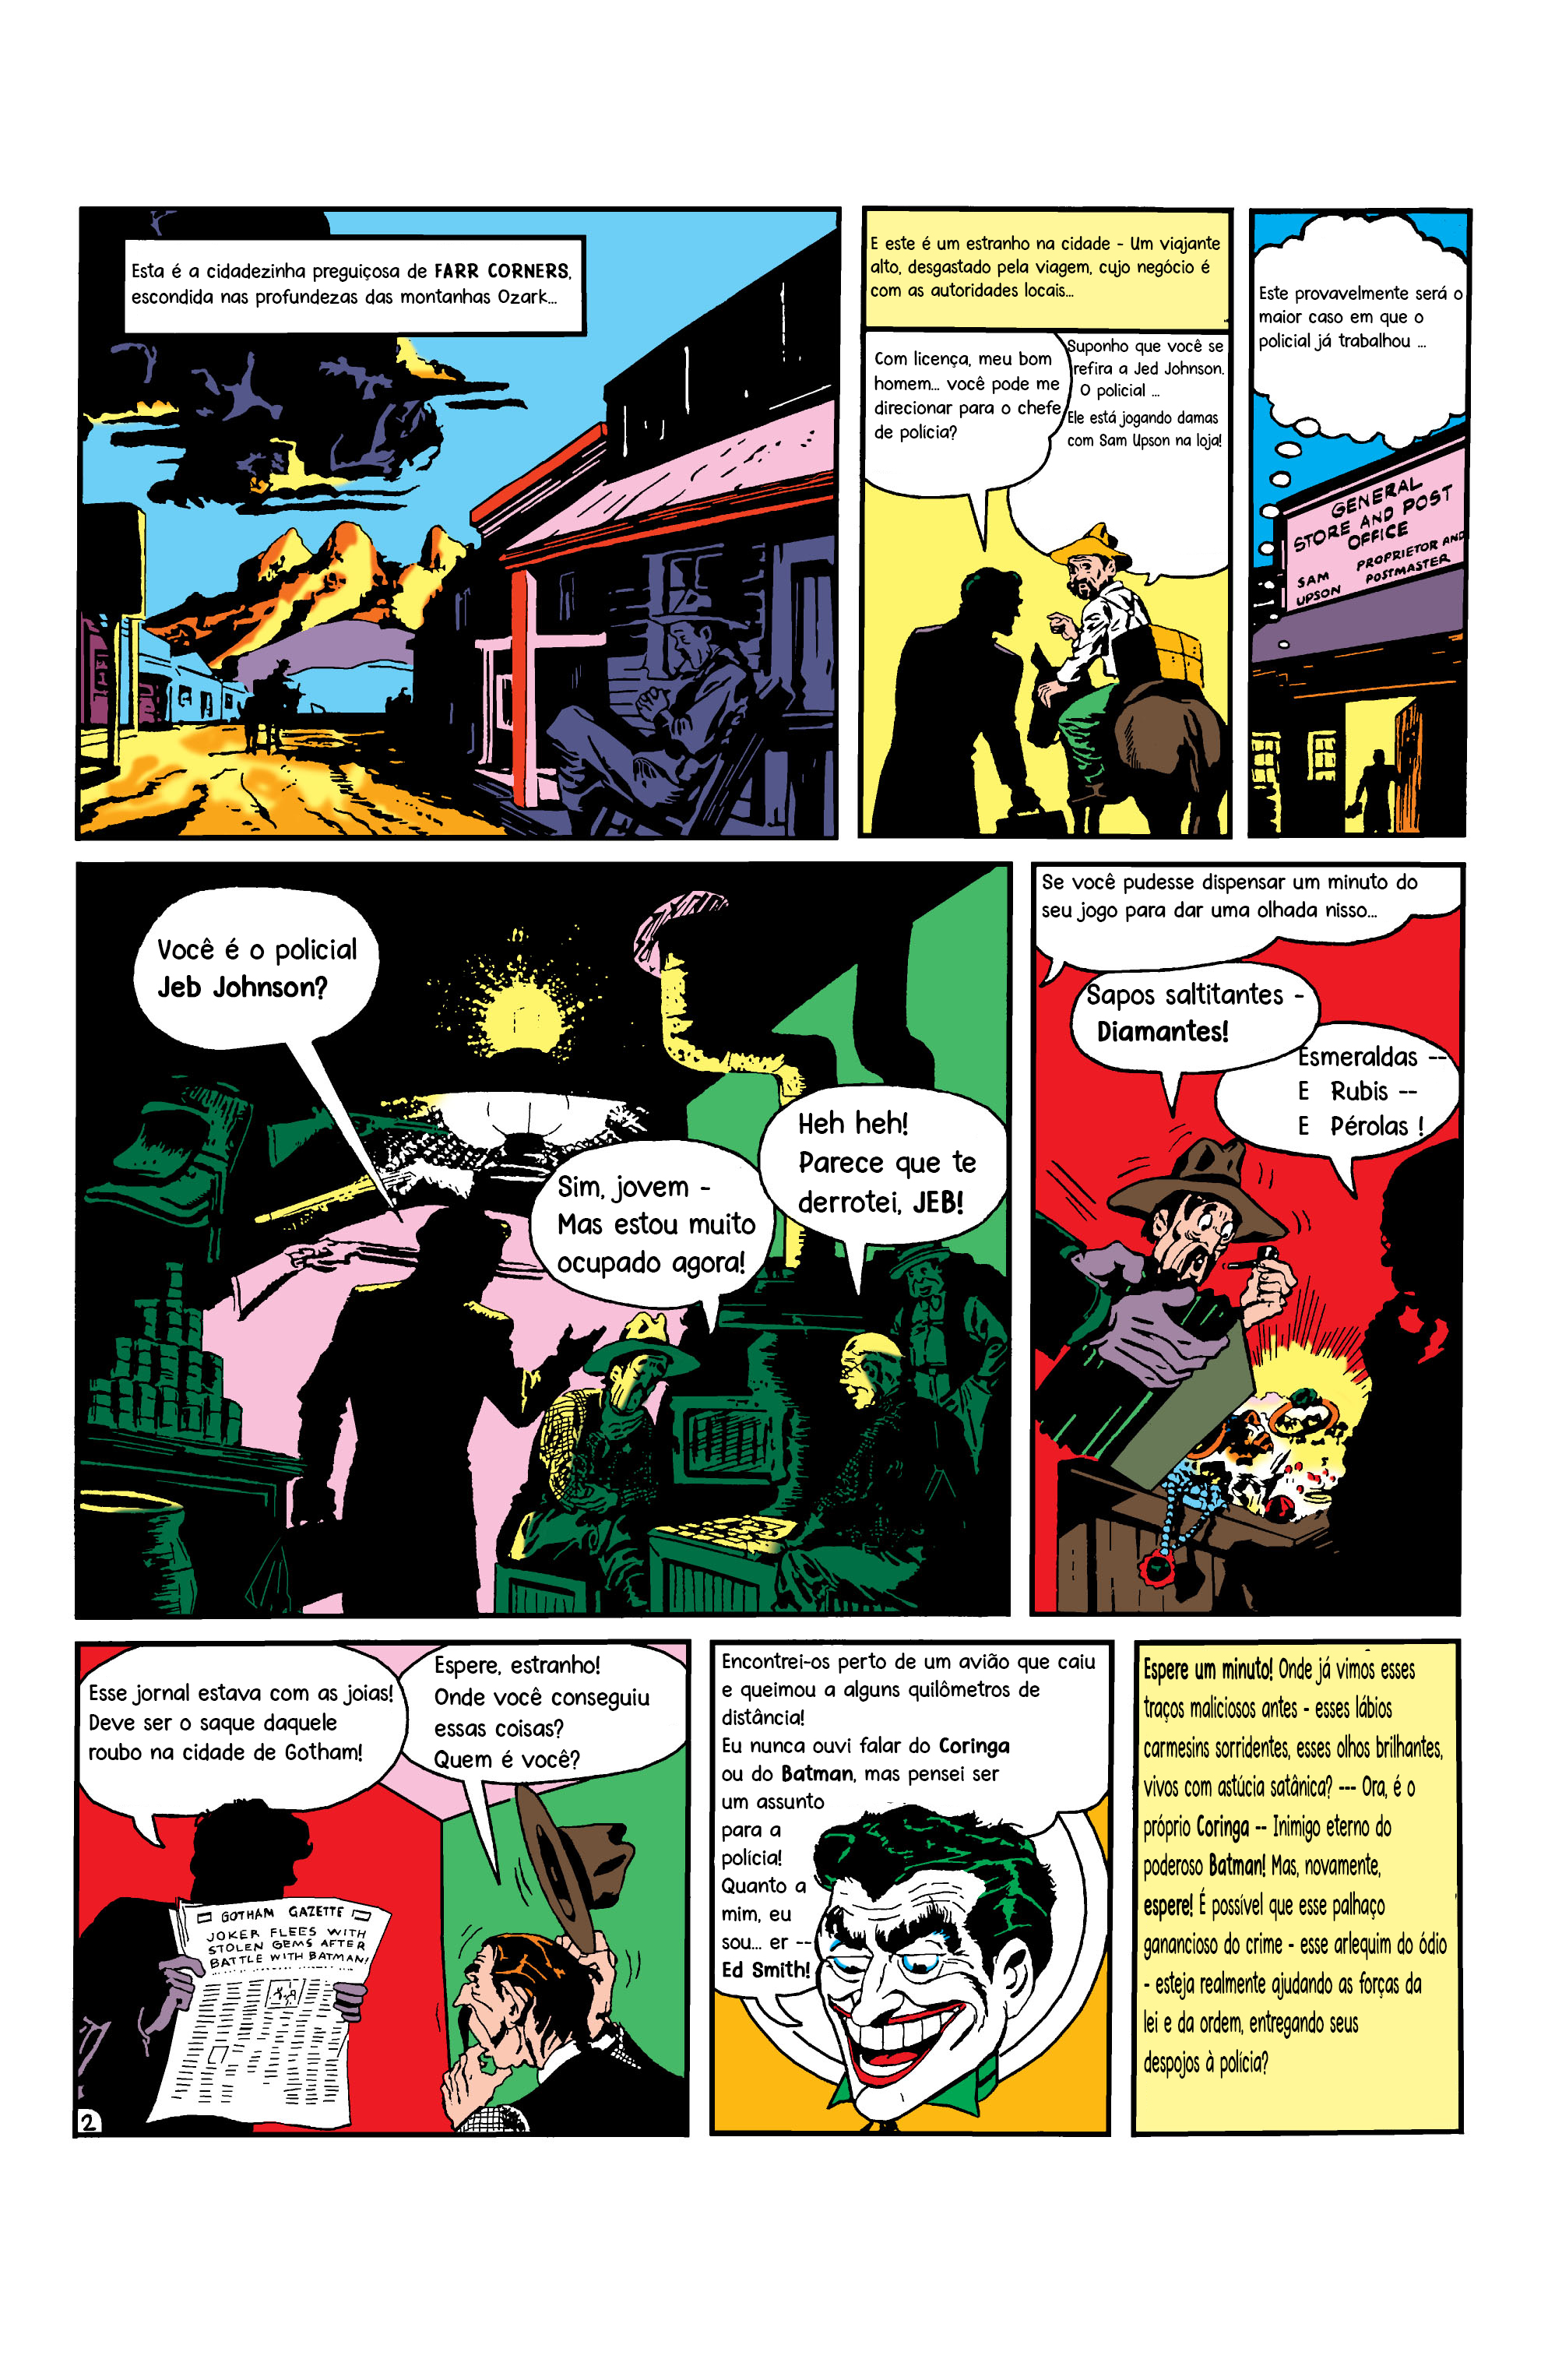 Esta é a cidadezinha preguiçosa de FARR CORNERS,
escondida nas profundezas das montanhas Ozark...
E este é um estranho na cidade - Um viajante
alto, desgastado pela viagem, cujo negócio é
com as autoridades locais...
Com licença, meu bom
homem... você pode me
direcionar para o chefe
de polícia?
Suponho que você se
refira a Jed Johnson.
O policial ...
Ele está jogando damas
com Sam Upson na loja!
Este provavelmente será o
maior caso em que o
policial já trabalhou ...
GENERAL
STORE AND POST
OFFICE
SAM
UPSON
PROPRIETOR AND
POSTMASTER
Você é o policial
Jeb Johnson?
Sim, jovem -
Mas estou muito
ocupado agora!
Heh heh!
Parece que te
derrotei, JEB!
Se você pudesse dispensar um minuto do
seu jogo para dar uma olhada nisso...
Sapos saltitantes -
Diamantes!
Esmeraldas --
E Rubis --
E Pérolas !
Esse jornal estava com as joias!
Deve ser o saque daquele
roubo na cidade de Gotham!
Espere, estranho!
Onde você conseguiu
essas coisas?
Quem é você?
GOTHAM GAZETTE
JOKER FLEES WITH
STOLEN GEMS AFTER
BATTLE WITH BATMAN!
2
Encontrei-os perto de um avião que caiu
e queimou a alguns quilômetros de
distância!
Eu nunca ouvi falar do Coringa
ou do Batman, mas pensei ser
um assunto
para a
polícia!
Quanto a
mim, eu
sou... er --
Ed Smith!
Espere um minuto! Onde já vimos esses
traços maliciosos antes - esses lábios
carmesins sorridentes, esses olhos brilhantes,
vivos com astúcia satânica? --- Ora, é o
próprio Coringa -- Inimigo eterno do
poderoso Batman! Mas, novamente,
espere! É possível que esse palhaço
ganancioso do crime - esse arlequim do ódio
- esteja realmente ajudando as forças da
lei e da ordem, entregando seus
despojos à polícia?